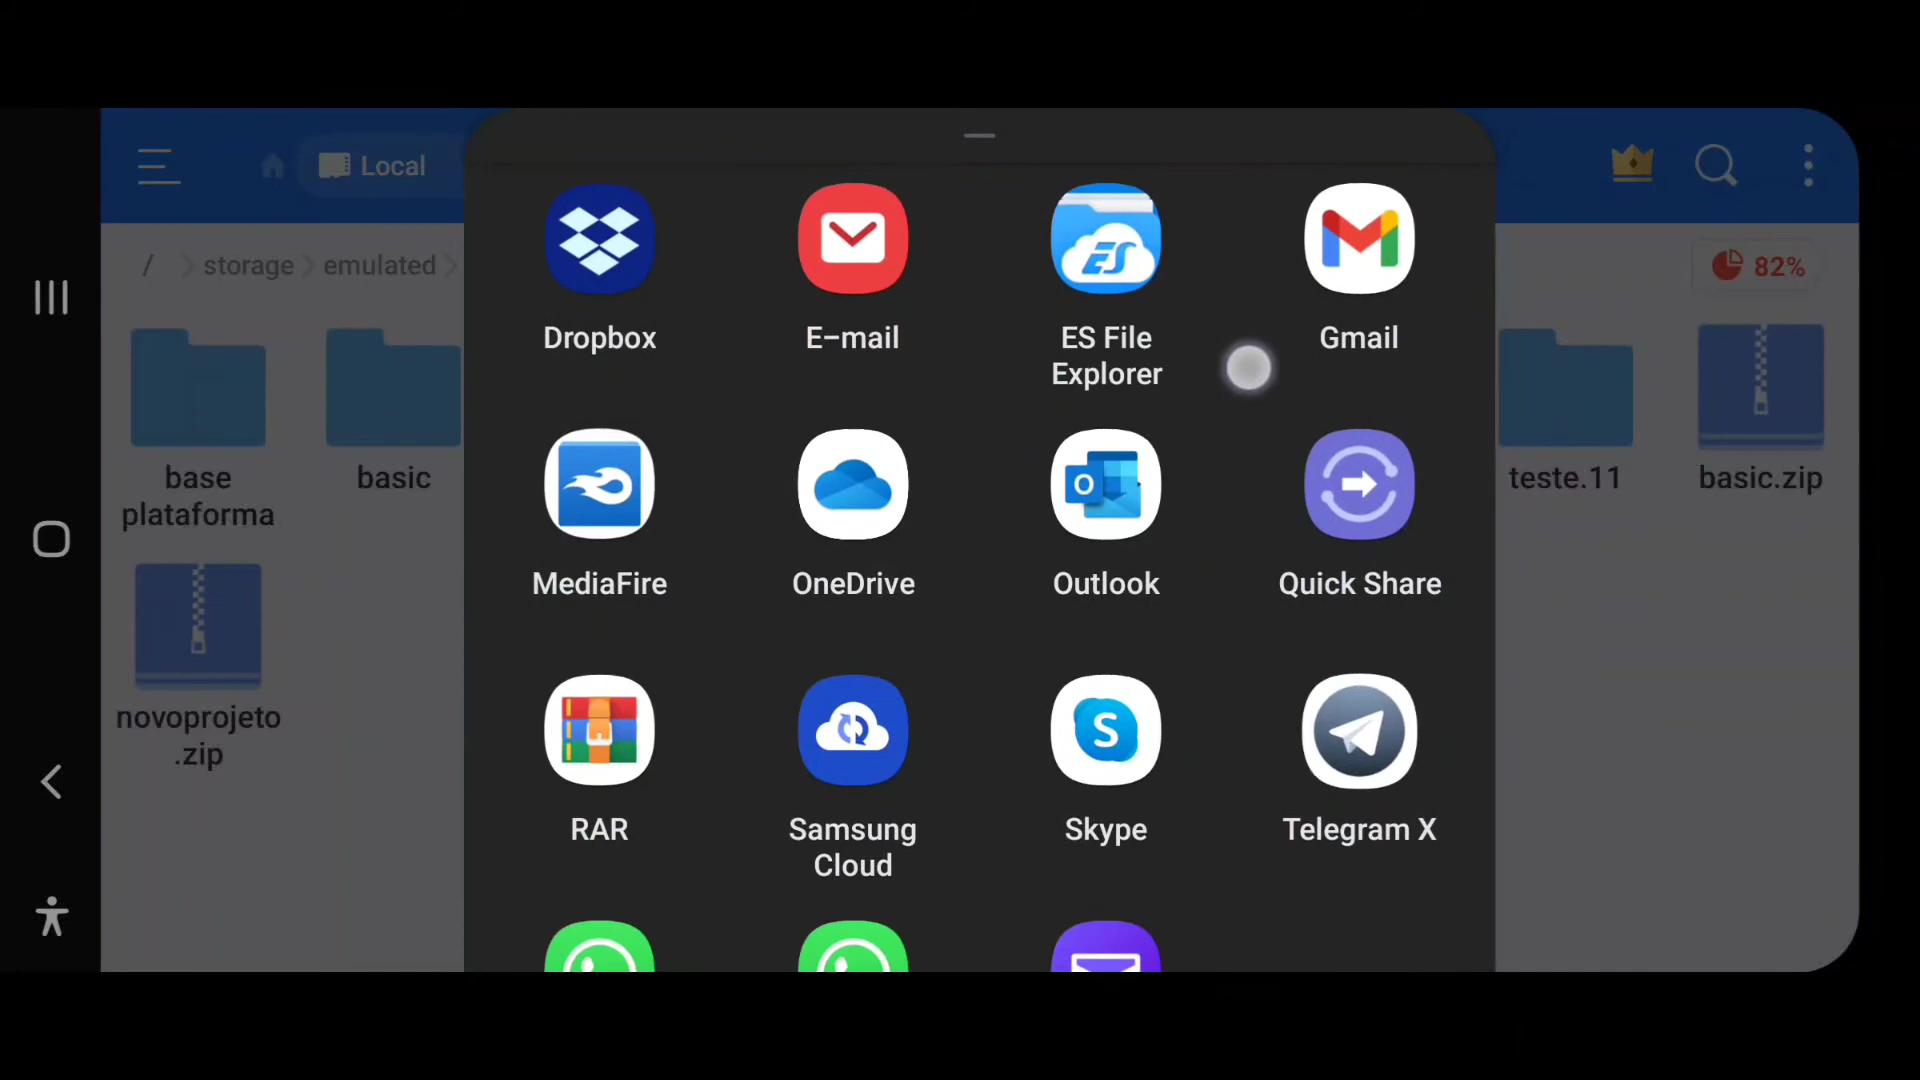 Local
/ storage emulated
82%
Dropbox
E-mail
ES File
Explorer
Gmail
base
plataforma
basic
teste.11
basic.zip
MediaFire
OneDrive
Outlook
Quick Share
novoprojeto
.zip
RAR
Samsung
Cloud
Skype
Telegram X